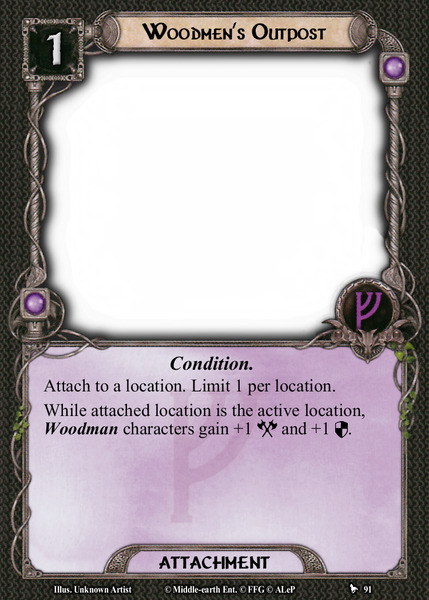 1
Woodmen's Outpost
Condition.
Attach to a location. Limit 1 per location.
While attached location is the active location,
Woodman characters gain +1 and +1 .
ATTACHMENT
Illus. Unknown Artist © Middle-earth Ent. © FFG © ALeP 91